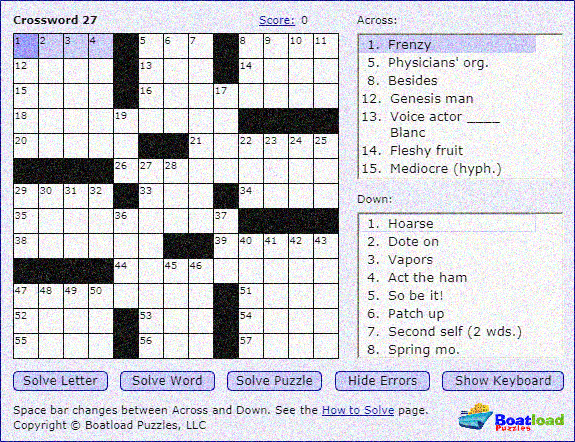 Crossword 27
Score: 0
1 2 3 4 5 6 7 8 9 10 11
12 13 14
15 16 17
18 19
20 21 22 23 24 25
26 27 28
29 30 31 32 33 34
35 36 37
38 39 40 41 42 43
44 45 46
47 48 49 50 51
52 53 54
55 56 57
Across:
1. Frenzy
5. Physicians' org.
8. Besides
12. Genesis man
13. Voice actor ____
Blanc
14. Fleshy fruit
15. Mediocre (hyph.)
Down:
1. Hoarse
2. Dote on
3. Vapors
4. Act the ham
5. So be it!
6. Patch up
7. Second self (2 wds.)
8. Spring mo.
Solve Letter Solve Word Solve Puzzle Hide Errors Show Keyboard
Space bar changes between Across and Down. See the How to Solve page.
Copyright © Boatload Puzzles, LLC
Boatload
Puzzles